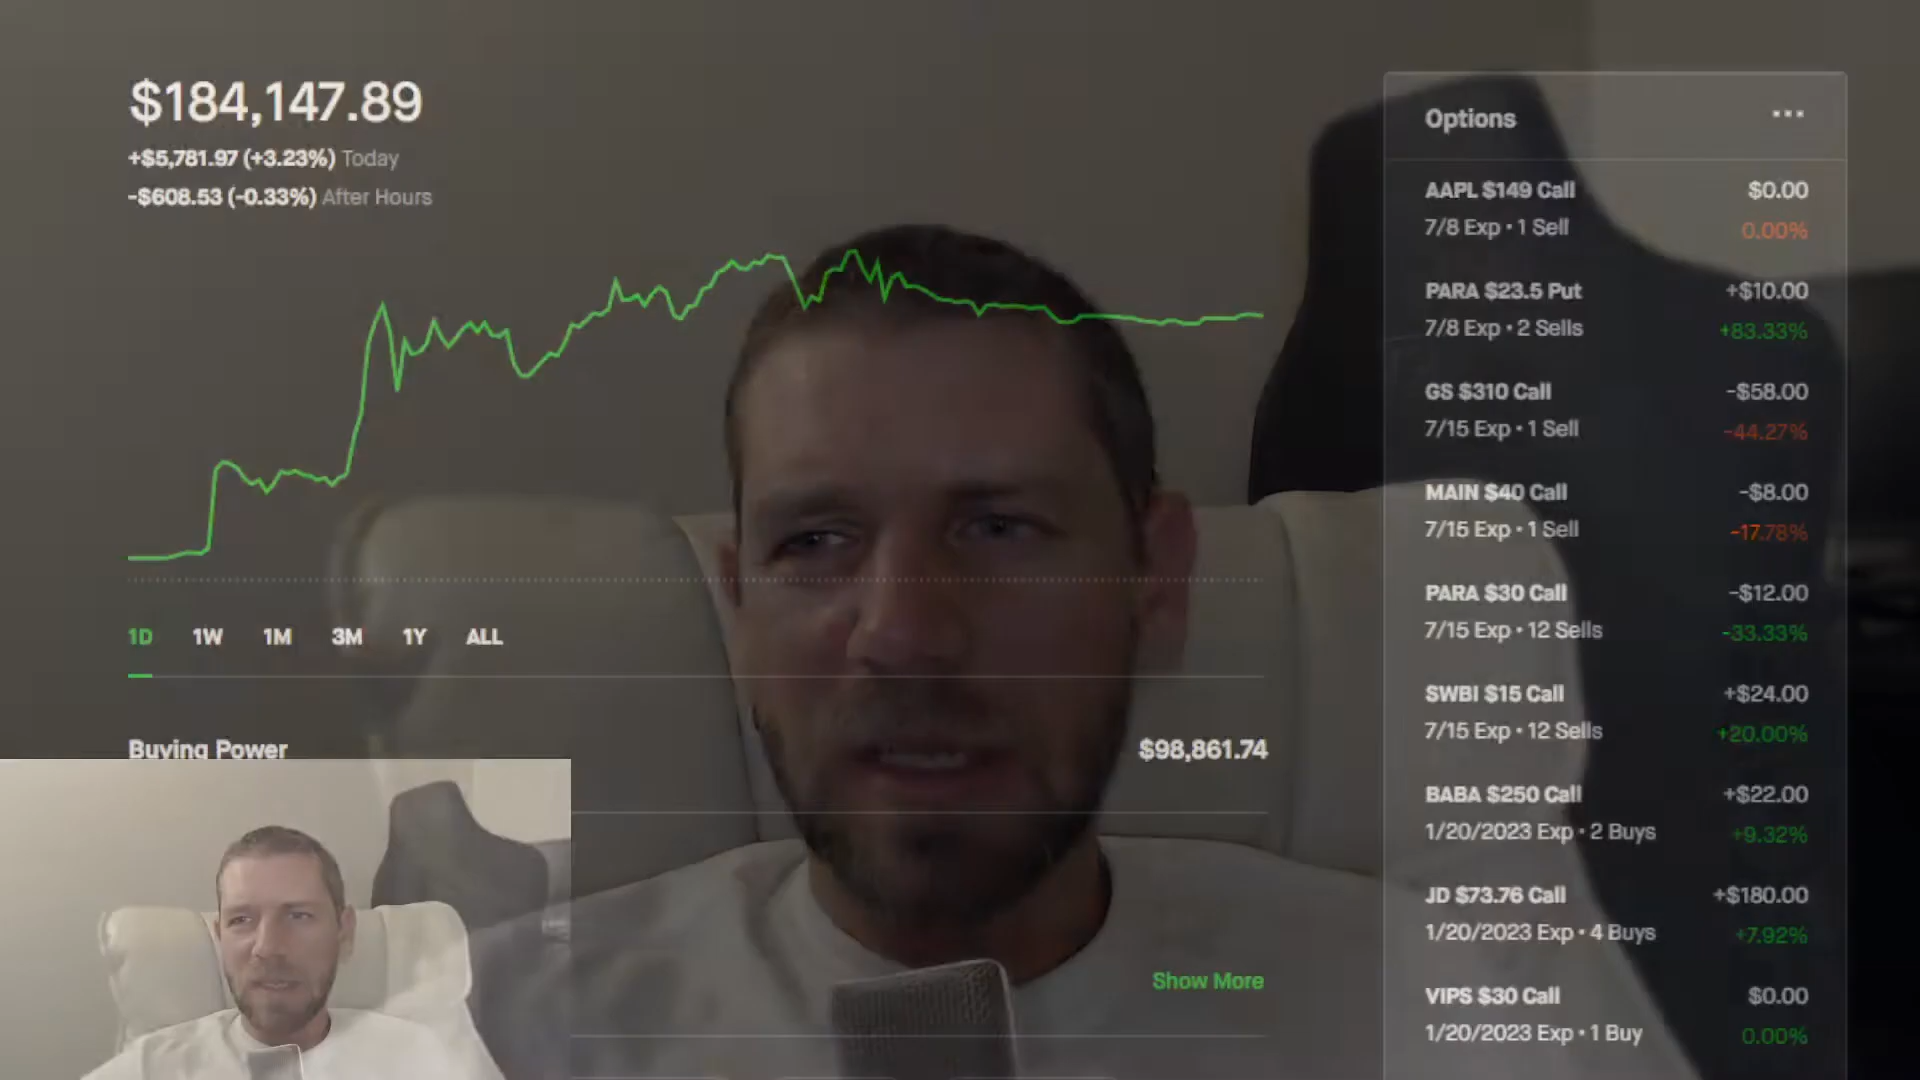 $184,147.89
+$5,781.97 (+3.23%) Today
-$608.53 (-0.33%) After Hours
1D 1W 1M 3M 1Y ALL
Buying Power $98,861.74
Show More
Options
AAPL $149 Call $0.00
7/8 Exp • 1 Sell 0.00%
PARA $23.5 Put +$10.00
7/8 Exp • 2 Sells +83.33%
GS $310 Call -$58.00
7/15 Exp • 1 Sell -44.27%
MAIN $40 Call -$8.00
7/15 Exp • 1 Sell -17.78%
PARA $30 Call -$12.00
7/15 Exp • 12 Sells -33.33%
SWBI $15 Call +$24.00
7/15 Exp • 12 Sells +20.00%
BABA $250 Call +$22.00
1/20/2023 Exp • 2 Buys +9.32%
JD $73.76 Call +$180.00
1/20/2023 Exp • 4 Buys +7.92%
VIPS $30 Call $0.00
1/20/2023 Exp • 1 Buy 0.00%